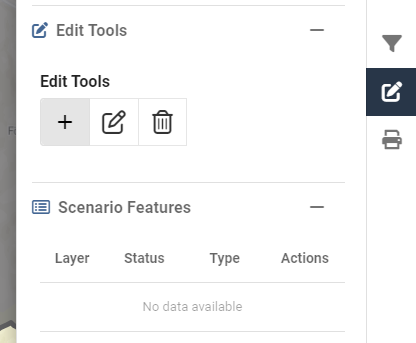 Edit Tools
Edit Tools
Scenario Features
Layer Status Type Actions
No data available